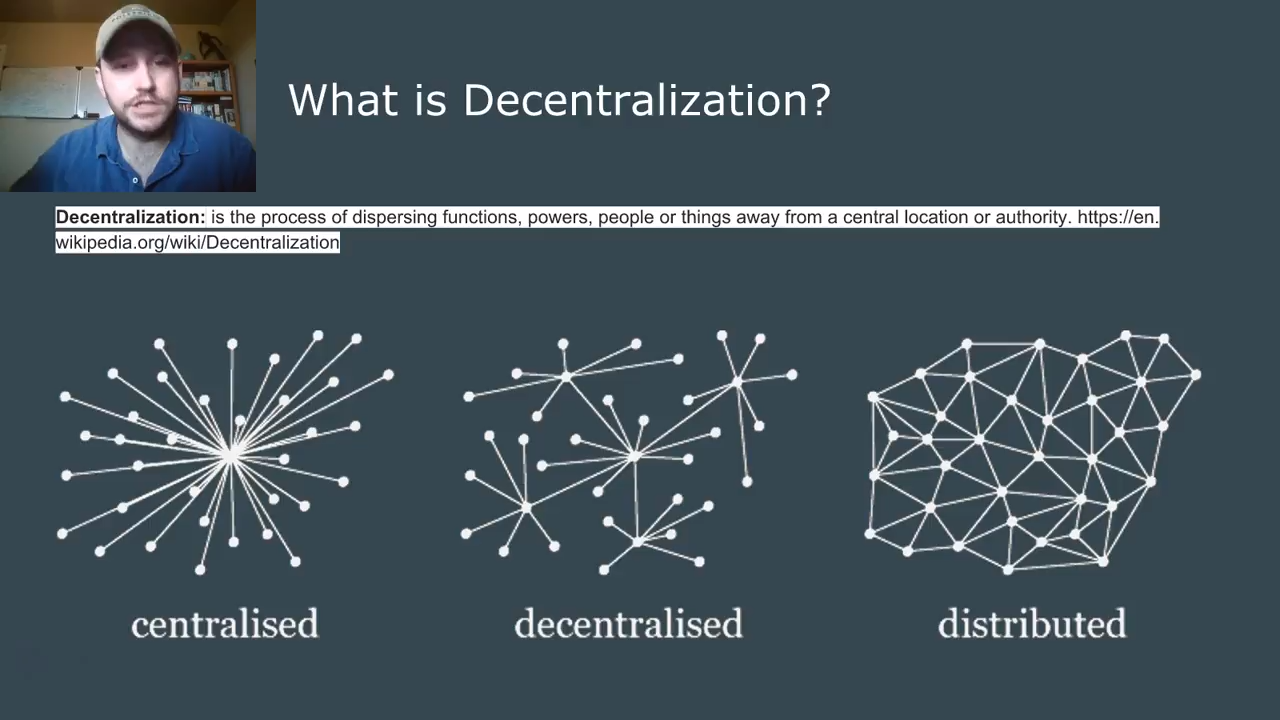 What is Decentralization?
Decentralization: is the process of dispersing functions, powers, people or things away from a central location or authority. https://en.
wikipedia.org/wiki/Decentralization
centralised
decentralised
distributed